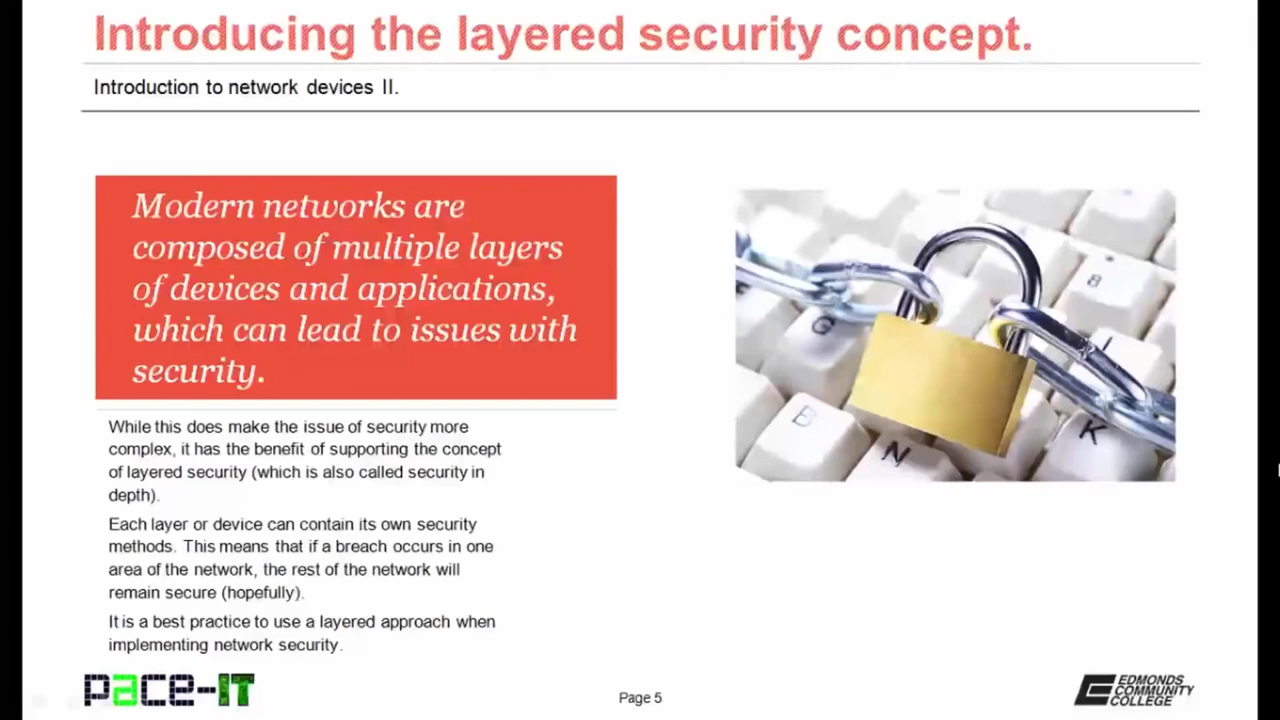 Introducing the layered security concept.
Introduction to network devices II.
Modern networks are
composed of multiple layers
of devices and applications,
which can lead to issues with
security.
While this does make the issue of security more
complex, it has the benefit of supporting the concept
of layered security (which is also called security in
depth).
Each layer or device can contain its own security
methods. This means that if a breach occurs in one
area of the network, the rest of the network will
remain secure (hopefully).
It is a best practice to use a layered approach when
implementing network security.
G
8
B
N
K
pace-IT
Page 5
EDMONDS
COMMUNITY
COLLEGE